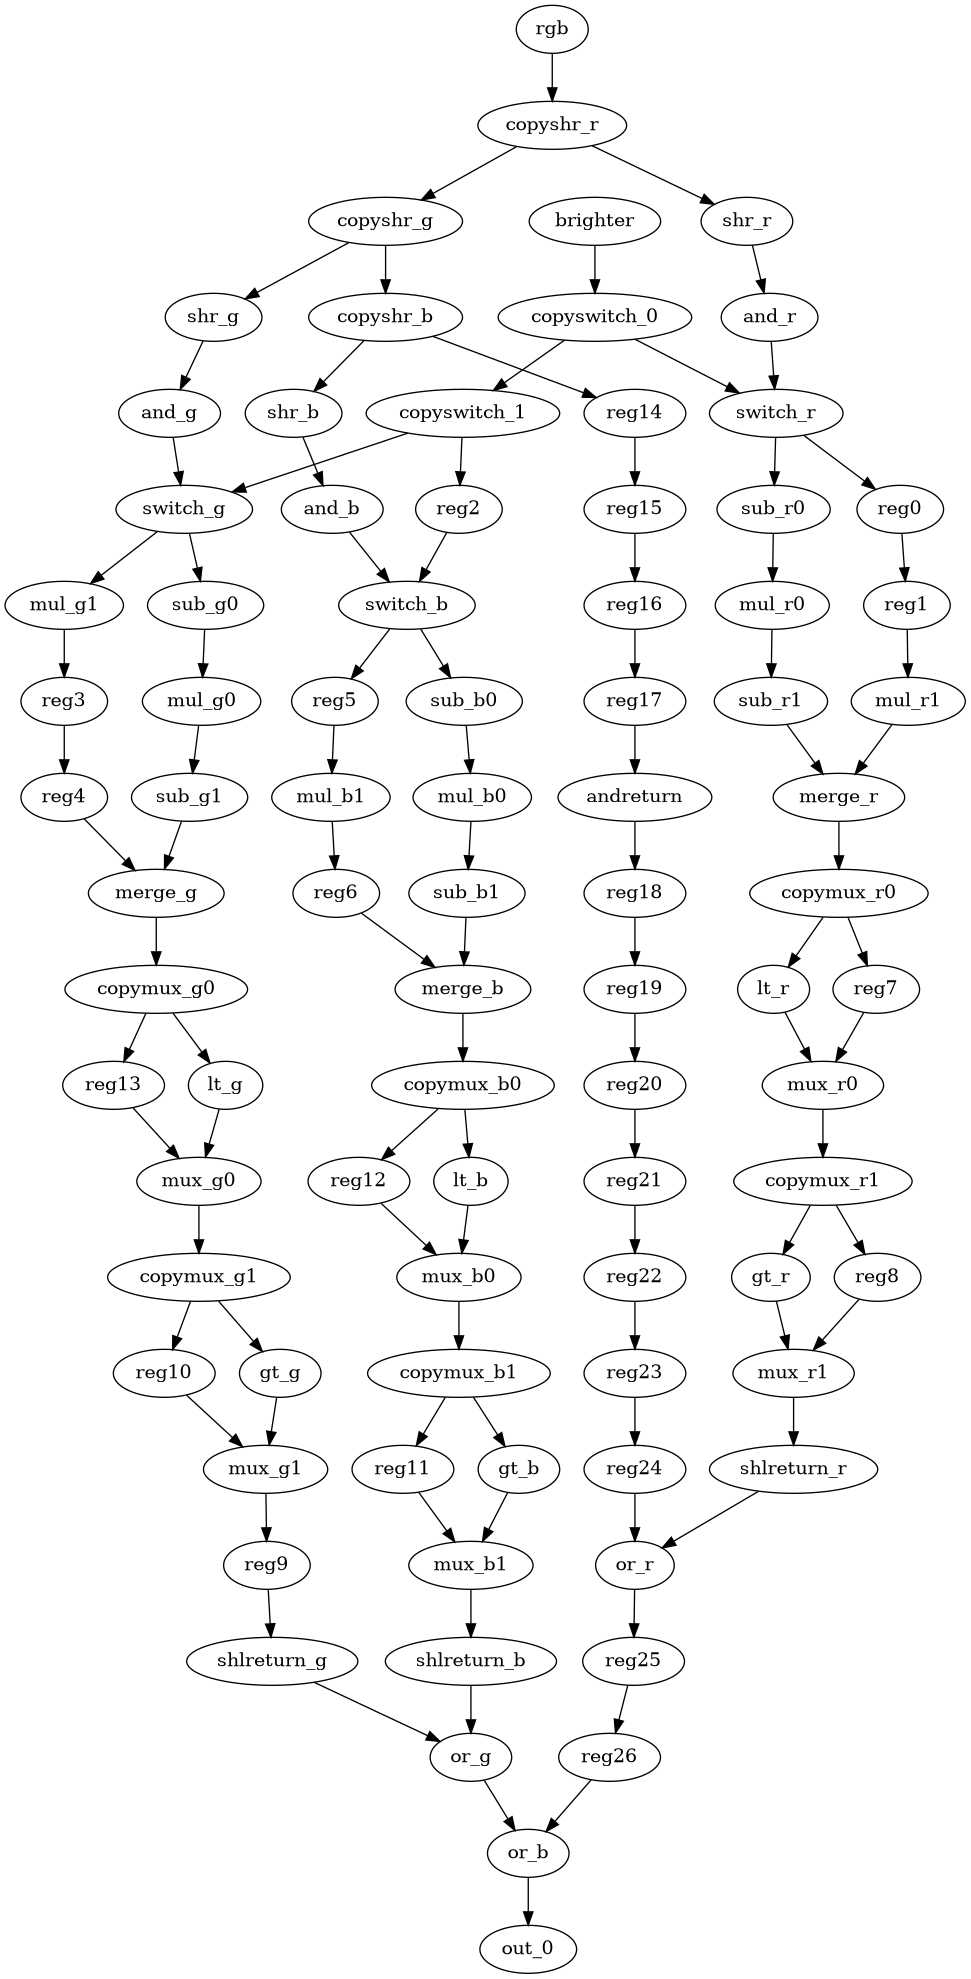 rgb
copyshr_r
copyshr_g brighter shr_r
shr_g copyshr_b copyswitch_0 and_r
and_g shr_b copyswitch_1 reg14 switch_r
switch_g and_b reg2 reg15 sub_r0 reg0
mul_g1 sub_g0 switch_b reg16 mul_r0 reg1
reg3 mul_g0 reg5 sub_b0 reg17 sub_r1 mul_r1
reg4 sub_g1 mul_b1 mul_b0 andreturn merge_r
merge_g reg6 sub_b1 reg18 copymux_r0
copymux_g0 merge_b reg19 lt_r reg7
reg13 lt_g copymux_b0 reg20 mux_r0
mux_g0 reg12 lt_b reg21 copymux_r1
copymux_g1 mux_b0 reg22 gt_r reg8
reg10 gt_g copymux_b1 reg23 mux_r1
mux_g1 reg11 gt_b reg24 shlreturn_r
reg9 mux_b1 or_r
shlreturn_g shlreturn_b reg25
or_g reg26
or_b
out_0